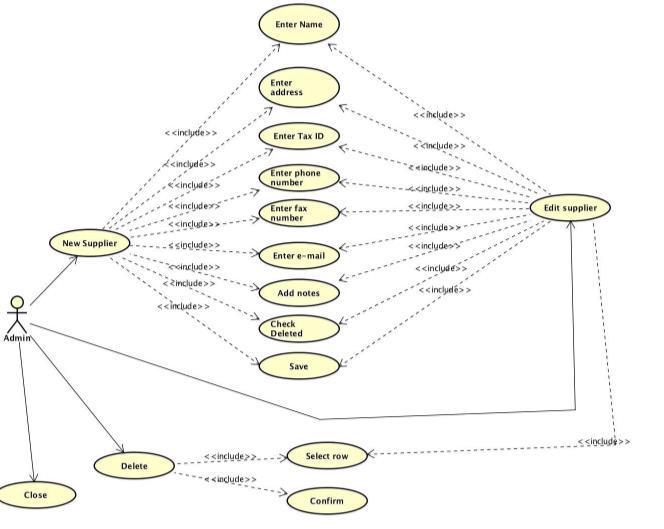 Enter Name
Enter
address
<<include>>
<<include>>
Enter Tax ID
<<include>>
<<include>>
Enter phone
number
<<include>>
<<include>>
<<include>>
<<include>>
Enter fax
number
<<include>>
<<include>>
Edit supplier
New Supplier
<<include>>
<<include>>
Enter e-mail
<<include>>
<<include>>
<<include>>
<<include>>
Add notes
<<include>>
<<include>>
Check
Deleted
Admin
Save
<<include>>
Delete
<<include>>
Select row
<<include>>
Close
Confirm